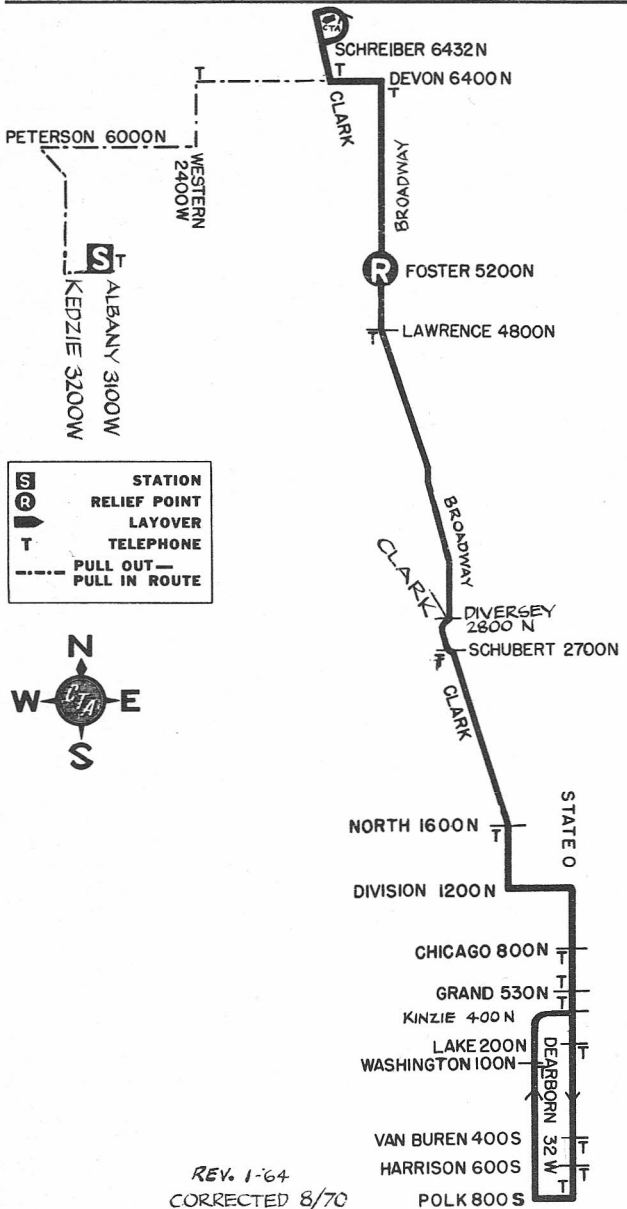 CTA
SCHREIBER 6432N
T
T
DEVON 6400N
T
CLARK
PETERSON 6000N
WESTERN
2400W
BROADWAY
S T
R
FOSTER 5200N
KEDZIE 3200W
ALBANY 3100W
T
LAWRENCE 4800N
S STATION
R RELIEF POINT
LAYOVER
T TELEPHONE
PULL OUT—
PULL IN ROUTE
BROADWAY
CLARK
DIVERSEY
2800 N
T
SCHUBERT 2700N
CLARK
N
W CTA E
S
NORTH 1600N
T
STATE 0
DIVISION 1200N
CHICAGO 800N
T
T
GRAND 530N
T
KINZIE 400N
LAKE 200N
T
WASHINGTON 100N
T
DEARBORN 32W
VAN BUREN 400S
T
HARRISON 600S
T
T
POLK 800S
REV. 1-64
CORRECTED 8/70